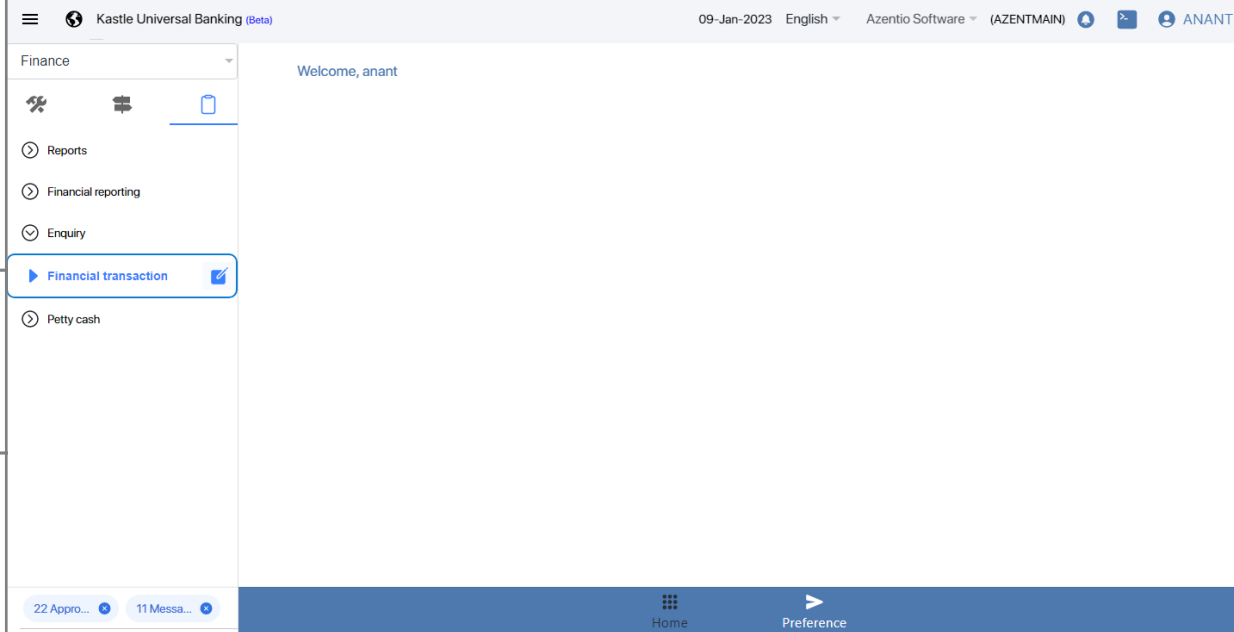 Kastle Universal Banking (Beta)
09-Jan-2023 English Azentio Software (AZENTMAIN) ANANT
Finance
Welcome, anant
Reports
Financial reporting
Enquiry
Financial transaction
Petty cash
22 Appro... 11 Messa...
Home Preference